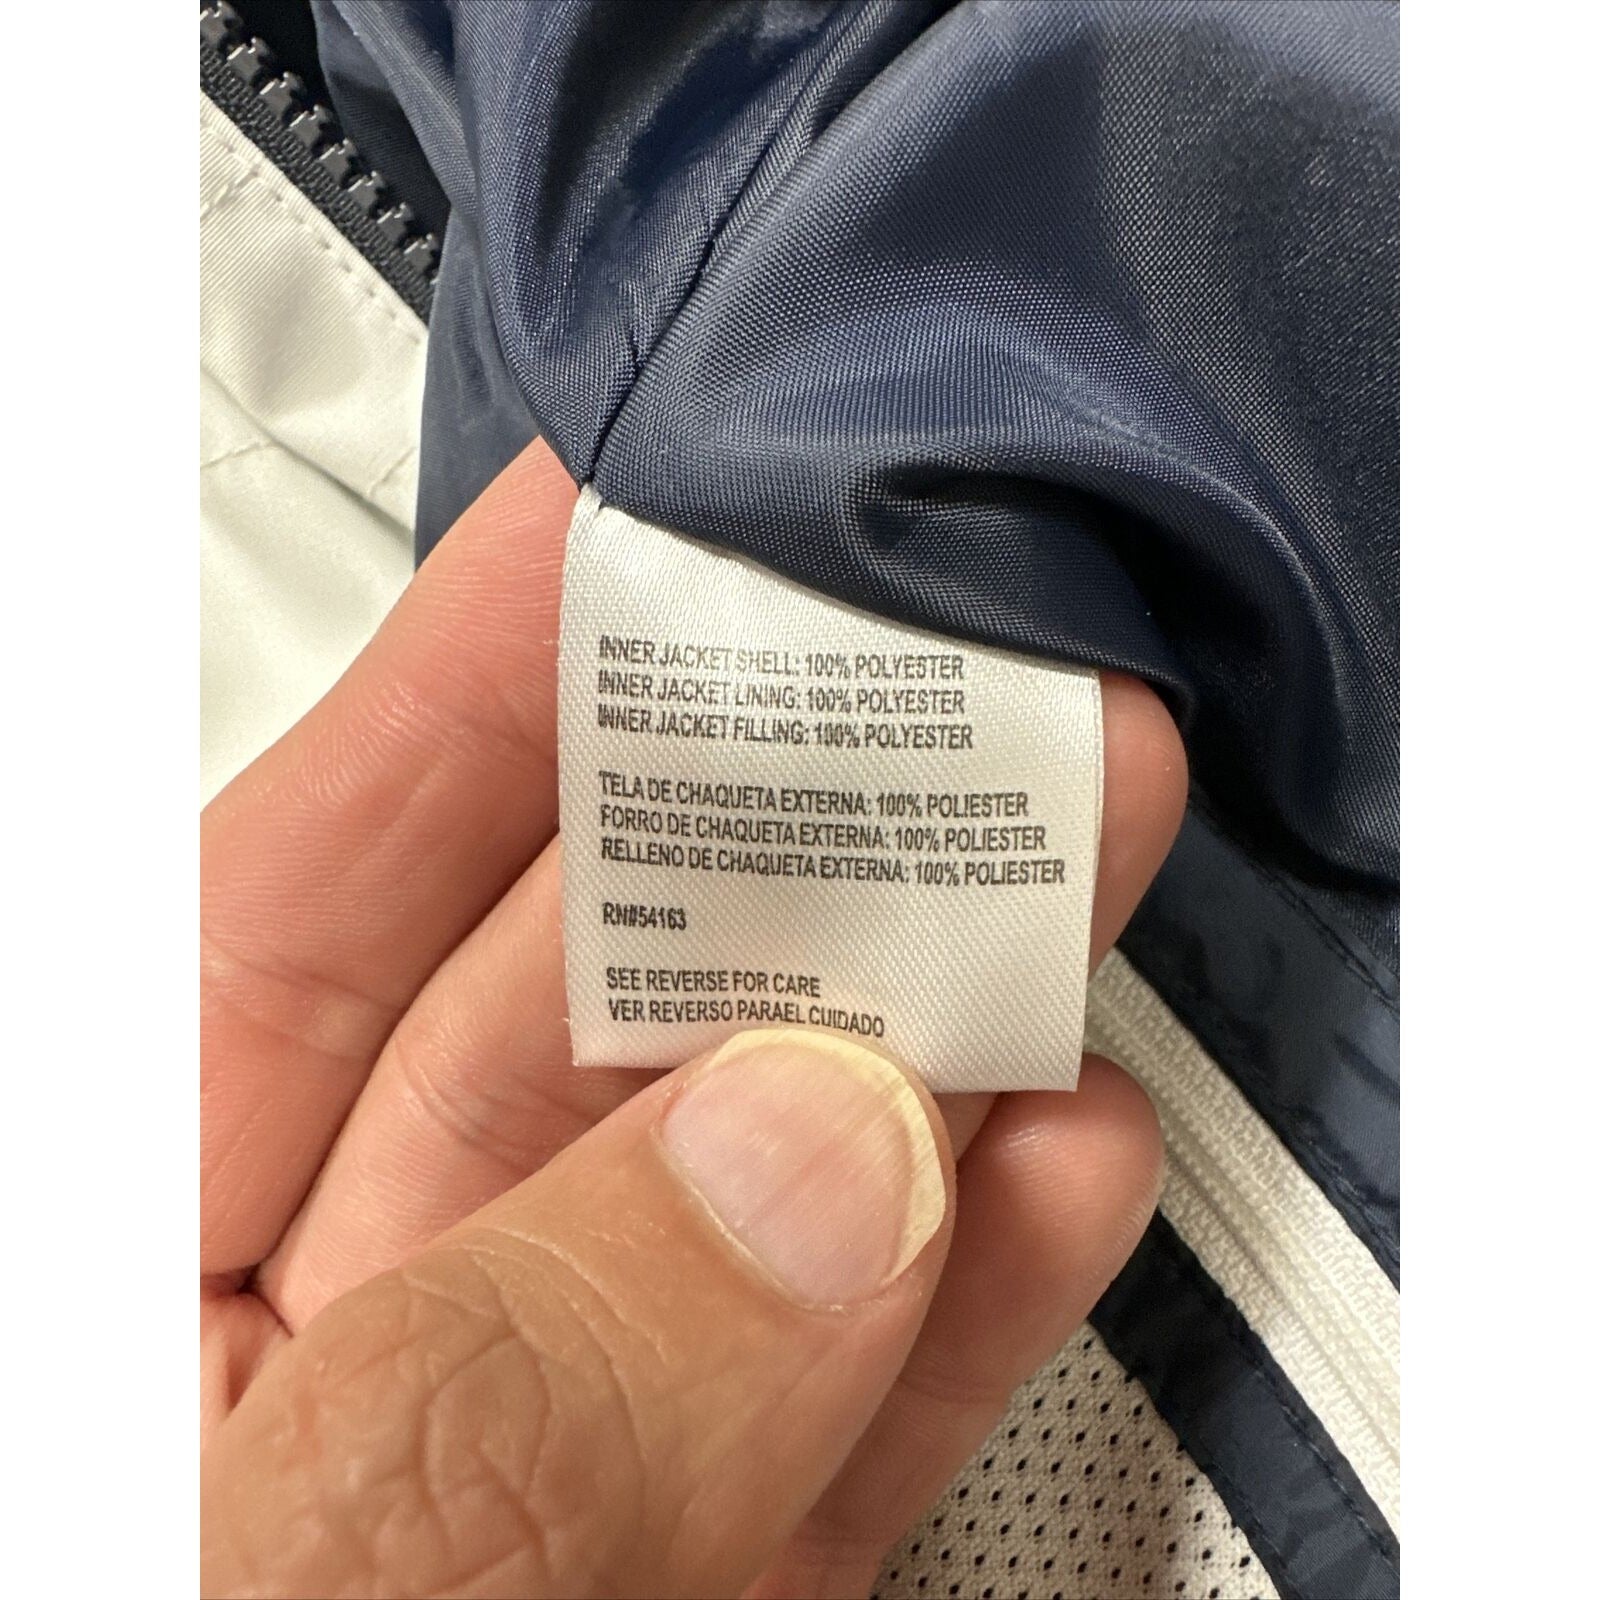 INNER JACKET SHELL: 100% POLYESTER
INNER JACKET LINING: 100% POLYESTER
INNER JACKET FILLING: 100% POLYESTER
TELA DE CHAQUETA EXTERNA: 100% POLIESTER
FORRO DE CHAQUETA EXTERNA: 100% POLIESTER
RELLENO DE CHAQUETA EXTERNA: 100% POLIESTER
RN#54163
SEE REVERSE FOR CARE
VER REVERSO PARAEL CUIDADO